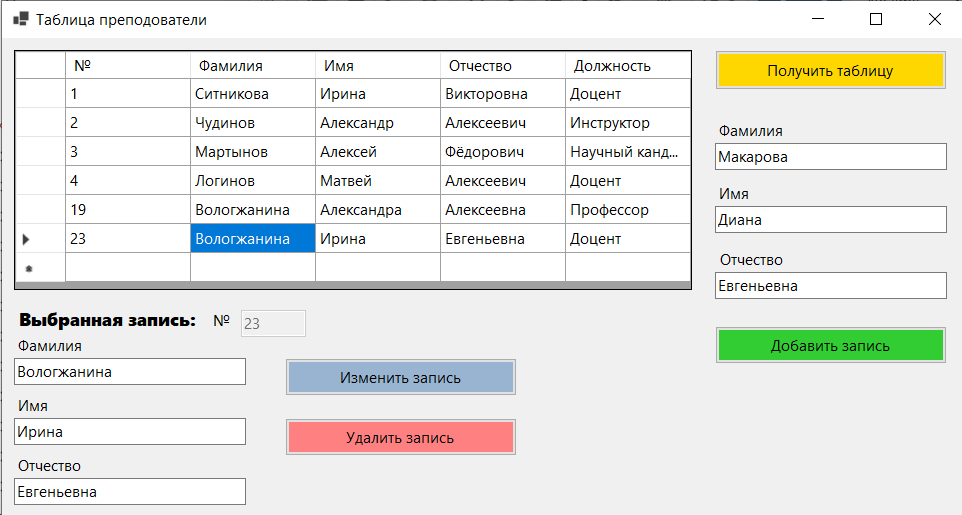 Таблица преподователи
№ Фамилия Имя Отчество Должность
1 Ситникова Ирина Викторовна Доцент
2 Чудинов Александр Алексеевич Инструктор
3 Мартынов Алексей Фёдорович Научный канд...
4 Логинов Матвей Алексеевич Доцент
19 Вологжанина Александра Алексеевна Профессор
23 Вологжанина Ирина Евгеньевна Доцент
Получить таблицу
Фамилия
Макарова
Имя
Диана
Отчество
Евгеньевна
Добавить запись
Выбранная запись: № 23
Фамилия
Вологжанина
Имя
Ирина
Отчество
Евгеньевна
Изменить запись
Удалить запись